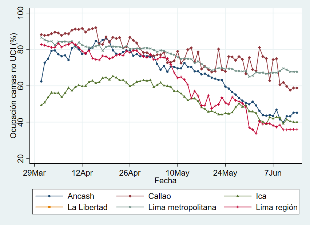 Ocupación camas no UCI (%)
100
80
60
40
20
29Mar 12Apr 26Apr 10May 24May 7Jun
Fecha
Ancash Callao Ica
La Libertad Lima metropolitana Lima región